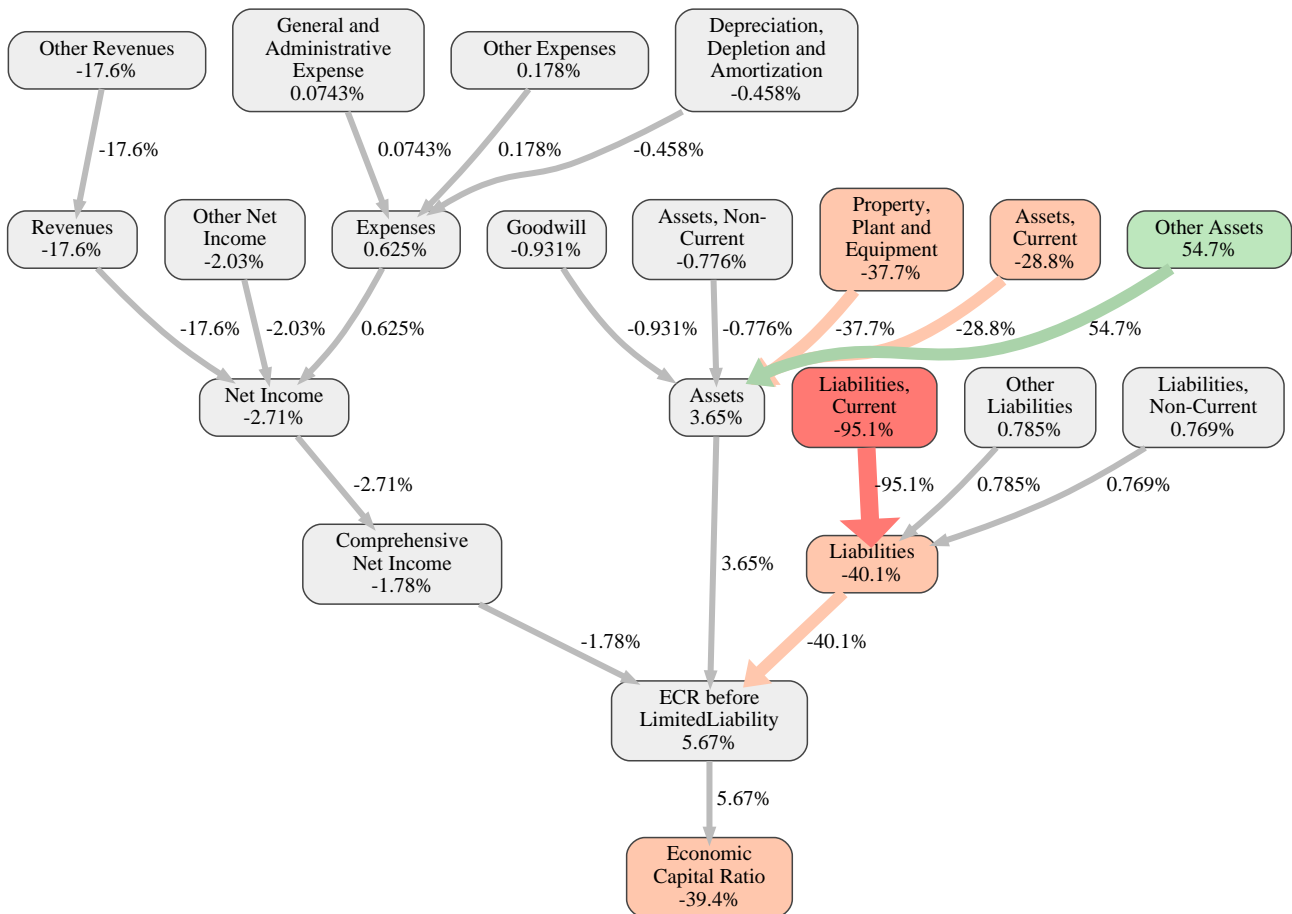 Other Revenues
-17.6%
General and
Administrative
Expense
0.0743%
Other Expenses
0.178%
Depreciation,
Depletion and
Amortization
-0.458%
-17.6%
0.0743%
0.178%
-0.458%
Revenues
-17.6%
Other Net
Income
-2.03%
Expenses
0.625%
Goodwill
-0.931%
Assets, Non-
Current
-0.776%
Property,
Plant and
Equipment
-37.7%
Assets,
Current
-28.8%
Other Assets
54.7%
-17.6%
-2.03%
0.625%
-0.931%
-0.776%
-37.7%
-28.8%
54.7%
Net Income
-2.71%
Assets
3.65%
Liabilities,
Current
-95.1%
Other
Liabilities
0.785%
Liabilities,
Non-Current
0.769%
-2.71%
-95.1%
0.785%
0.769%
Comprehensive
Net Income
-1.78%
3.65%
Liabilities
-40.1%
-1.78%
-40.1%
ECR before
LimitedLiability
5.67%
5.67%
Economic
Capital Ratio
-39.4%